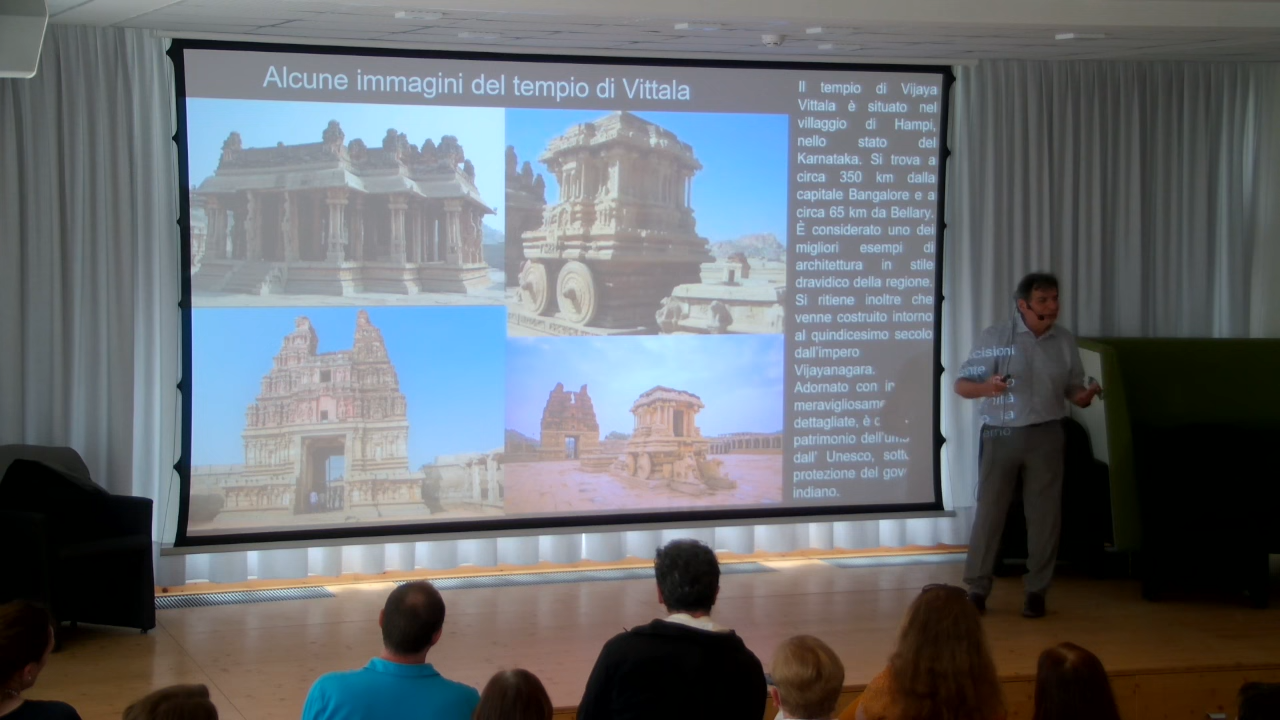 Alcune immagini del tempio di Vittala
Il tempio di Vijaya
Vittala è situato nel
villaggio di Hampi,
nello stato del
Karnataka. Si trova a
circa 350 km dalla
capitale Bangalore e a
circa 65 km da Bellary.
È considerato uno dei
migliori esempi di
architettura in stile
dravidico della regione.
Si ritiene inoltre che
venne costruito intorno
al quindicesimo secolo
dall'impero
Vijayanagara.
Adornato con
dettagliate, è
patrimonio
dall' Unesco,
protezione del
indiano.